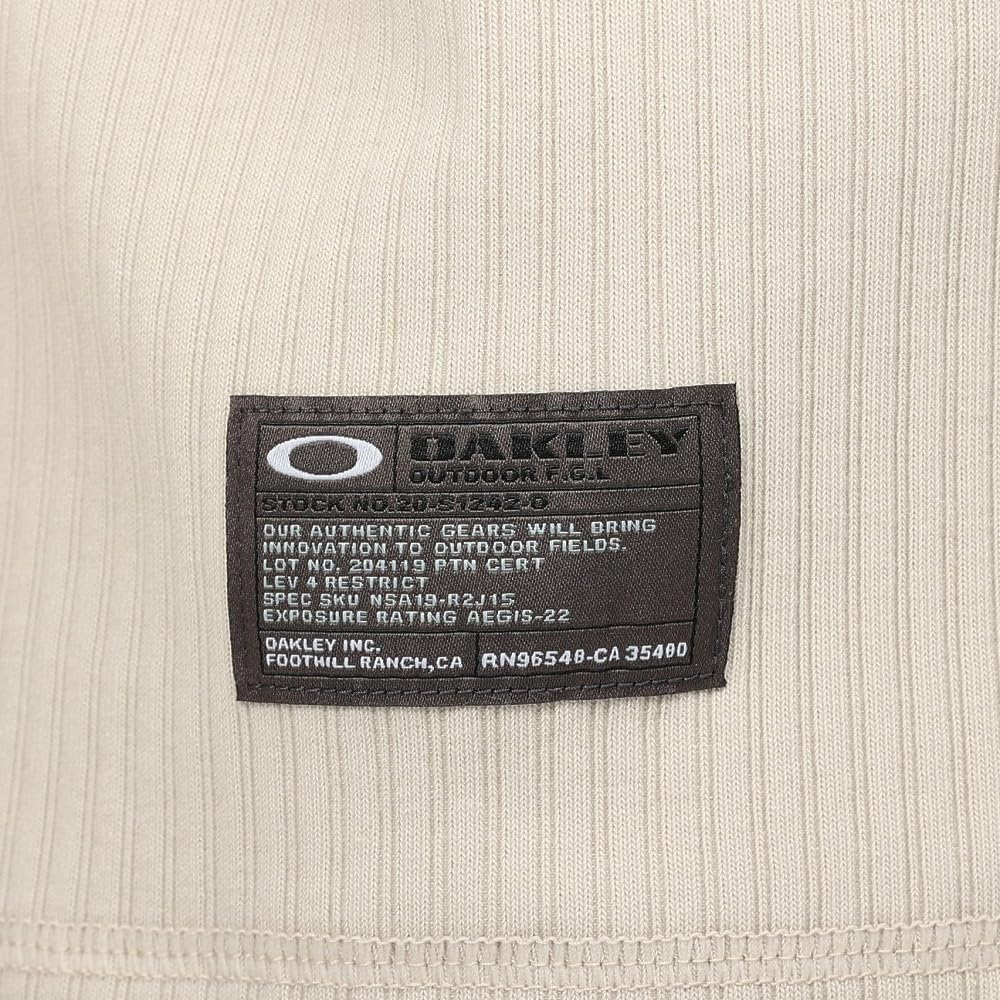 OAKLEY
OUTDOOR F.G.L
STOCK NO.20-S1242-O
OUR AUTHENTIC GEARS WILL BRING
INNOVATION TO OUTDOOR FIELDS.
LOT NO. 204119 PTN CERT
LEV 4 RESTRICT
SPEC SKU NSA19-R2J15
EXPOSURE RATING AEGIS-22
OAKLEY INC.
FOOTHILL RANCH,CA
RN96548-CA 35400